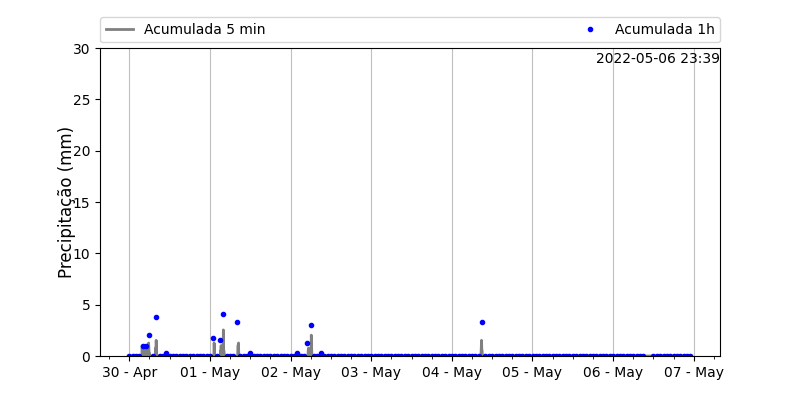 Acumulada 5 min
Acumulada 1h
2022-05-06 23:39
Precipitação (mm)
30
25
20
15
10
5
0
30 - Apr
01 - May
02 - May
03 - May
04 - May
05 - May
06 - May
07 - May